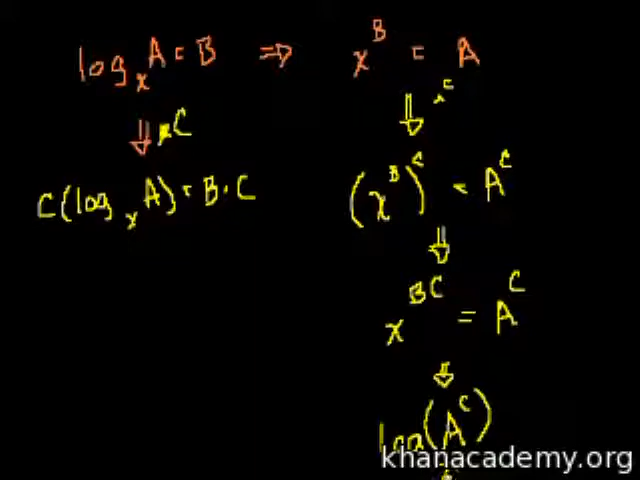 log_x A = B ⇒ x^B = A
⇓ ×C ⇓ x^C
C(log_x A) = B · C (x^B)^C = A^C
⇓
x^{BC} = A^C
⇓
log(A^C)
khanacademy.org